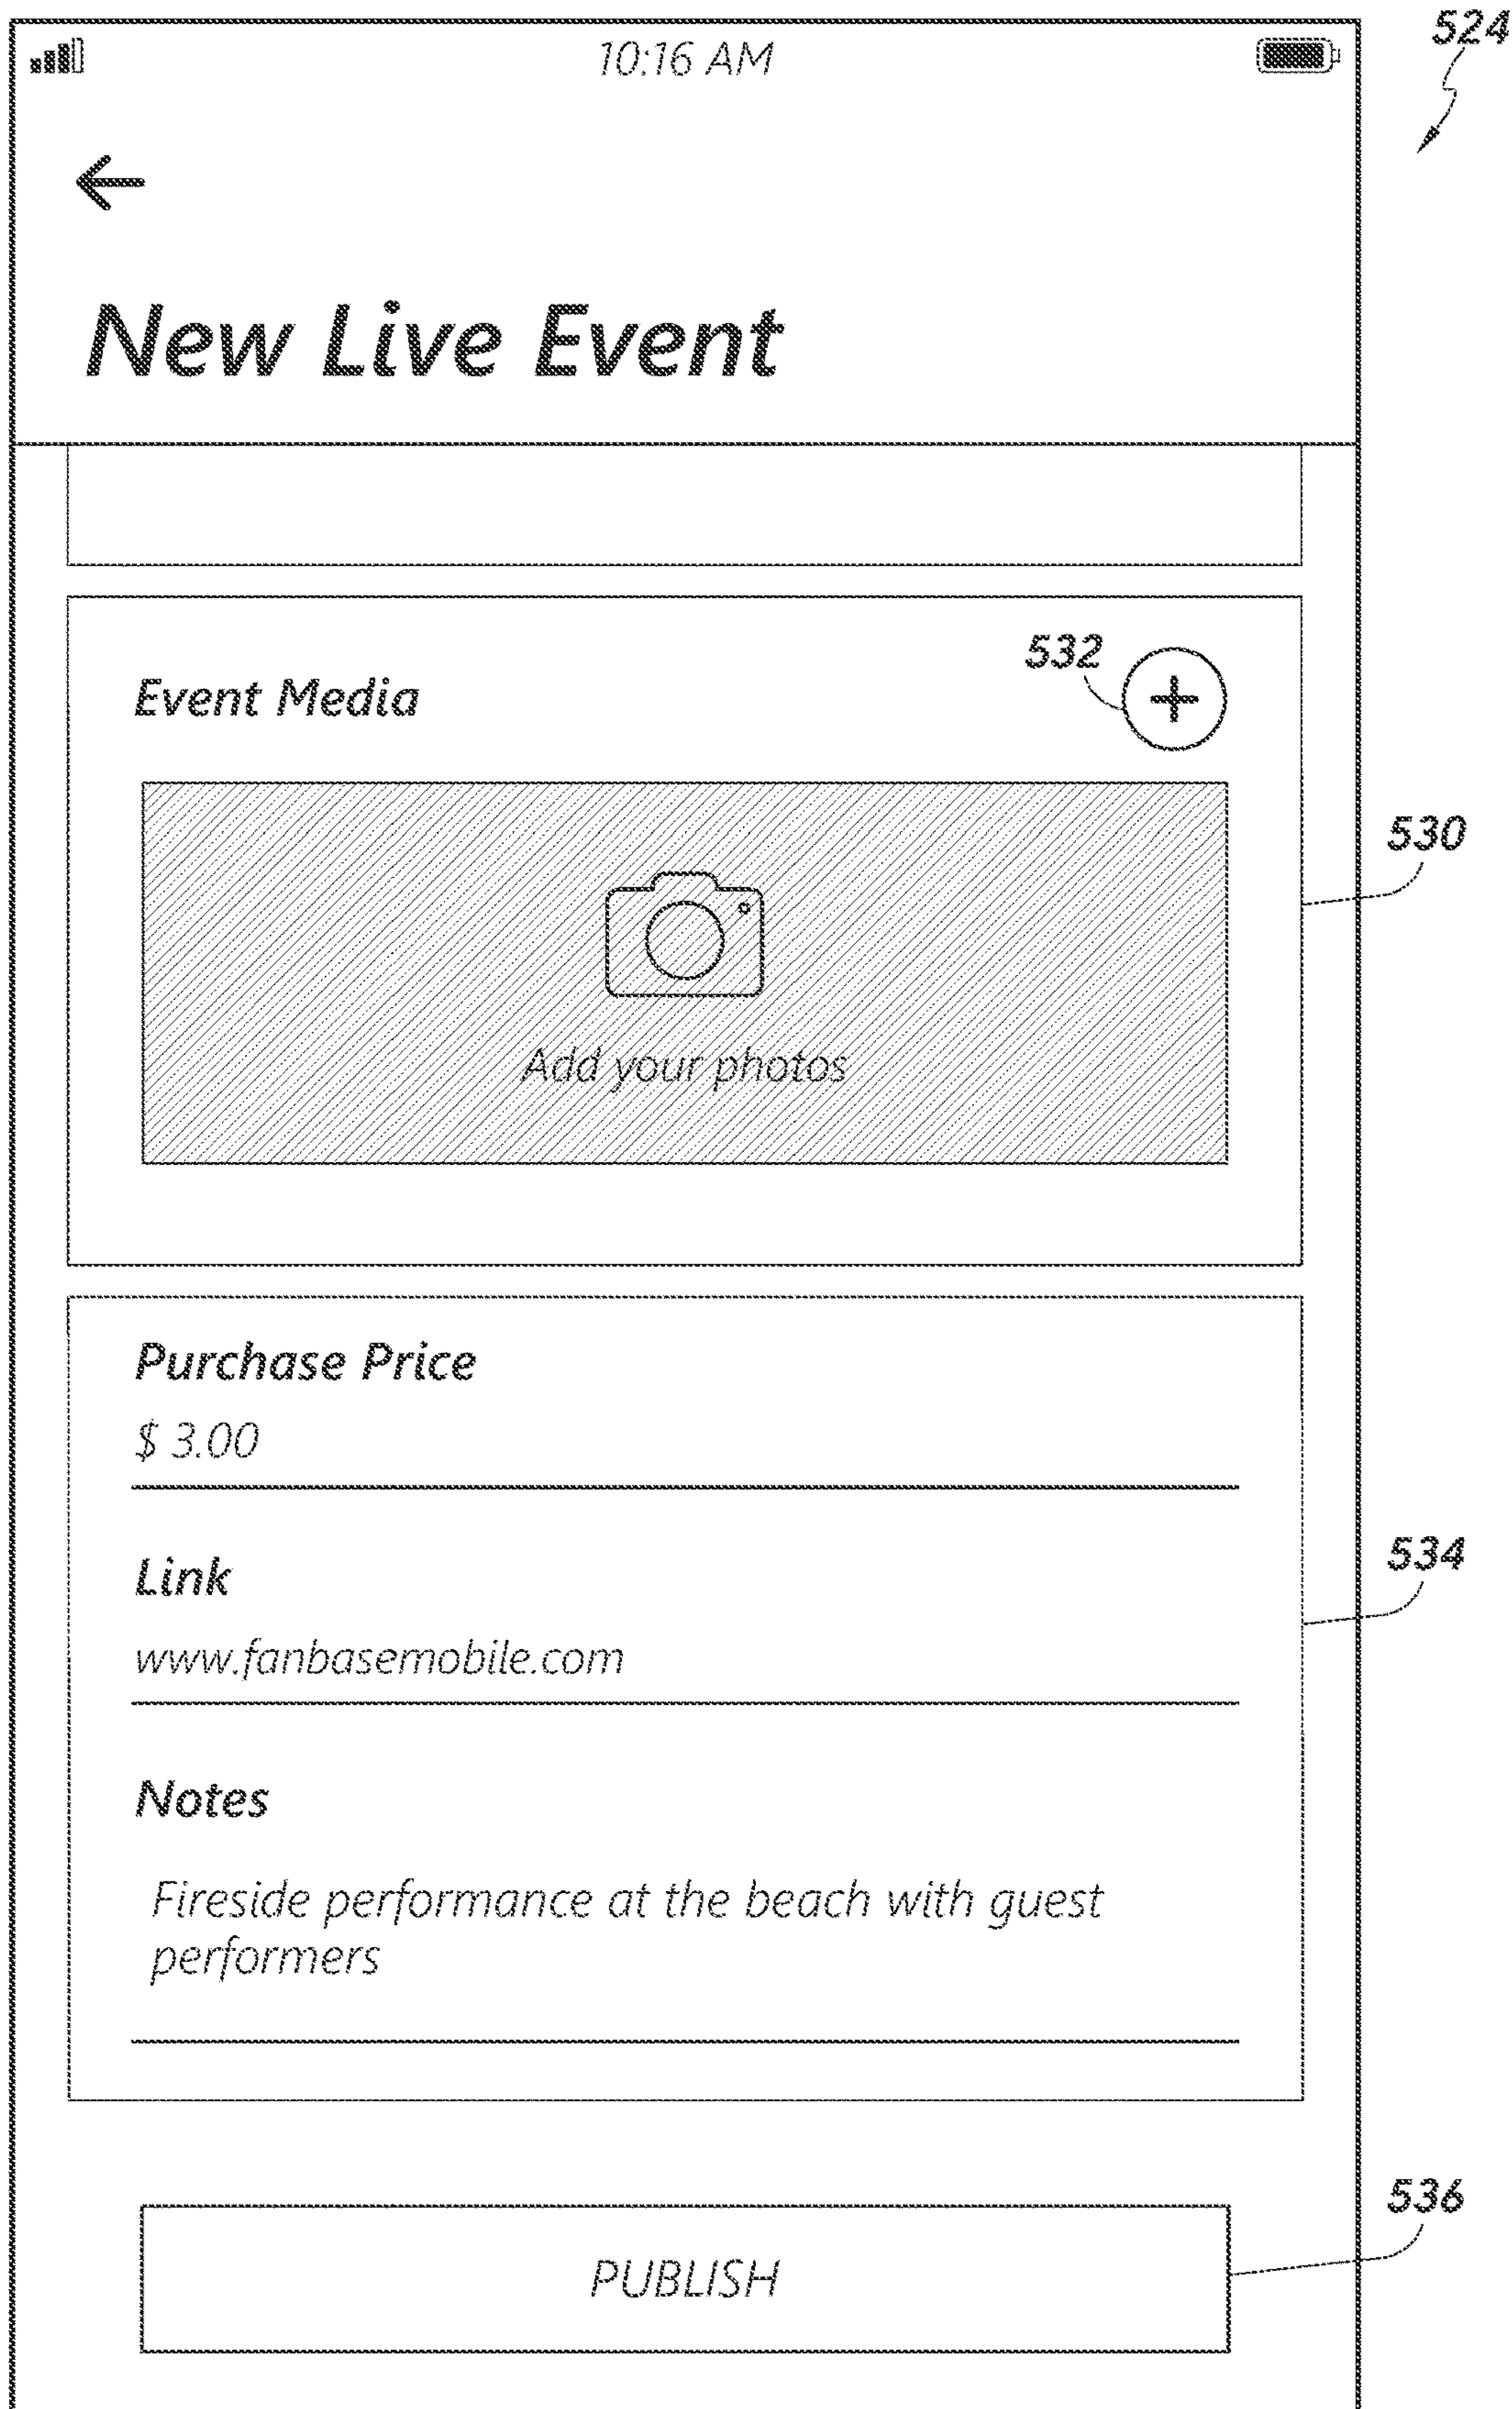 524
10:16 AM
New Live Event
532
Event Media
530
Add your photos
Purchase Price
$ 3.00
534
Link
www.fanbasemobile.com
Notes
Fireside performance at the beach with guest
performers
536
PUBLISH